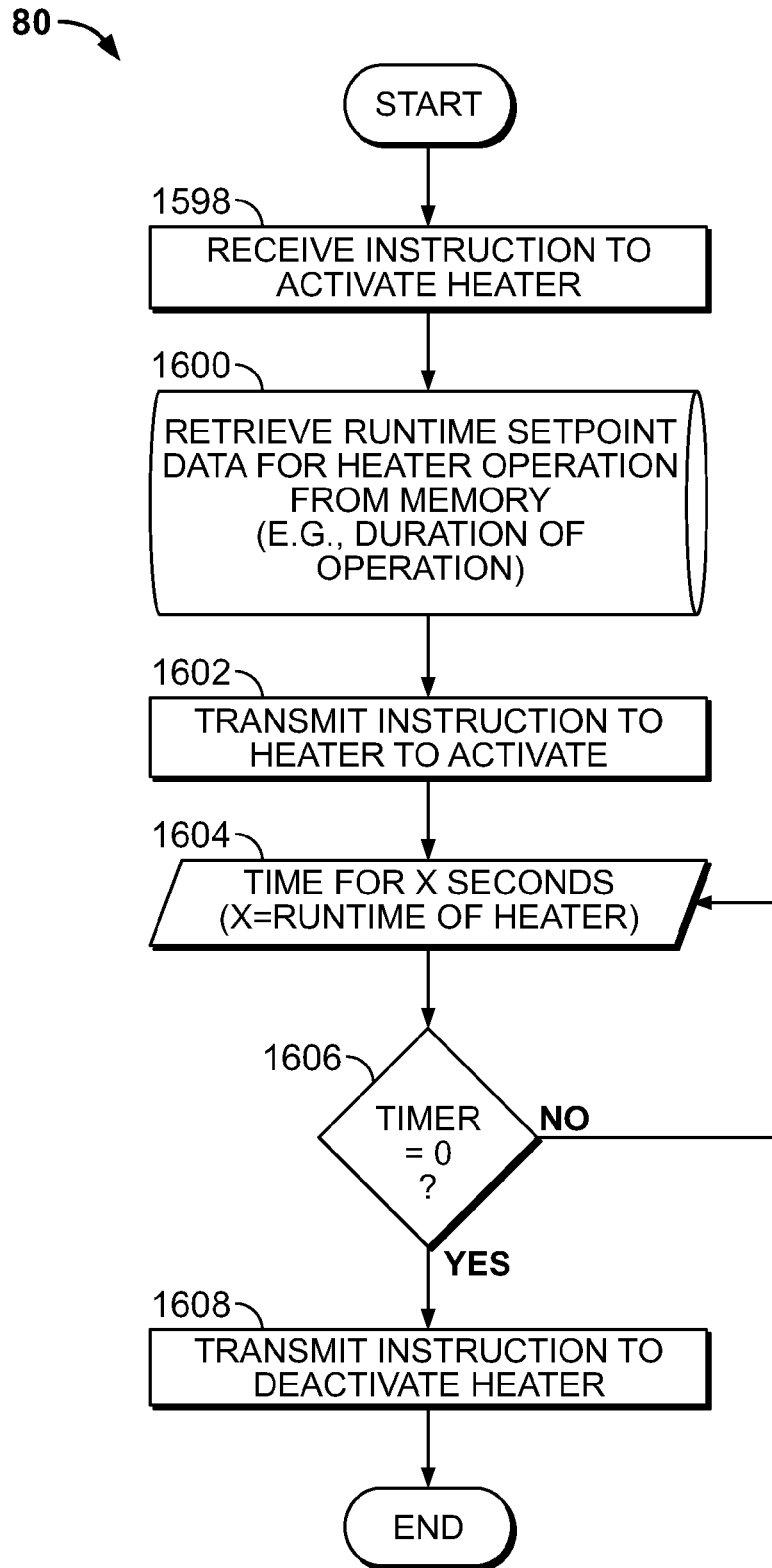 80
START
1598
RECEIVE INSTRUCTION TO
ACTIVATE HEATER
1600
RETRIEVE RUNTIME SETPOINT
DATA FOR HEATER OPERATION
FROM MEMORY
(E.G., DURATION OF
OPERATION)
1602
TRANSMIT INSTRUCTION TO
HEATER TO ACTIVATE
1604
TIME FOR X SECONDS
(X=RUNTIME OF HEATER)
1606
TIMER
= 0
?
NO
YES
1608
TRANSMIT INSTRUCTION TO
DEACTIVATE HEATER
END